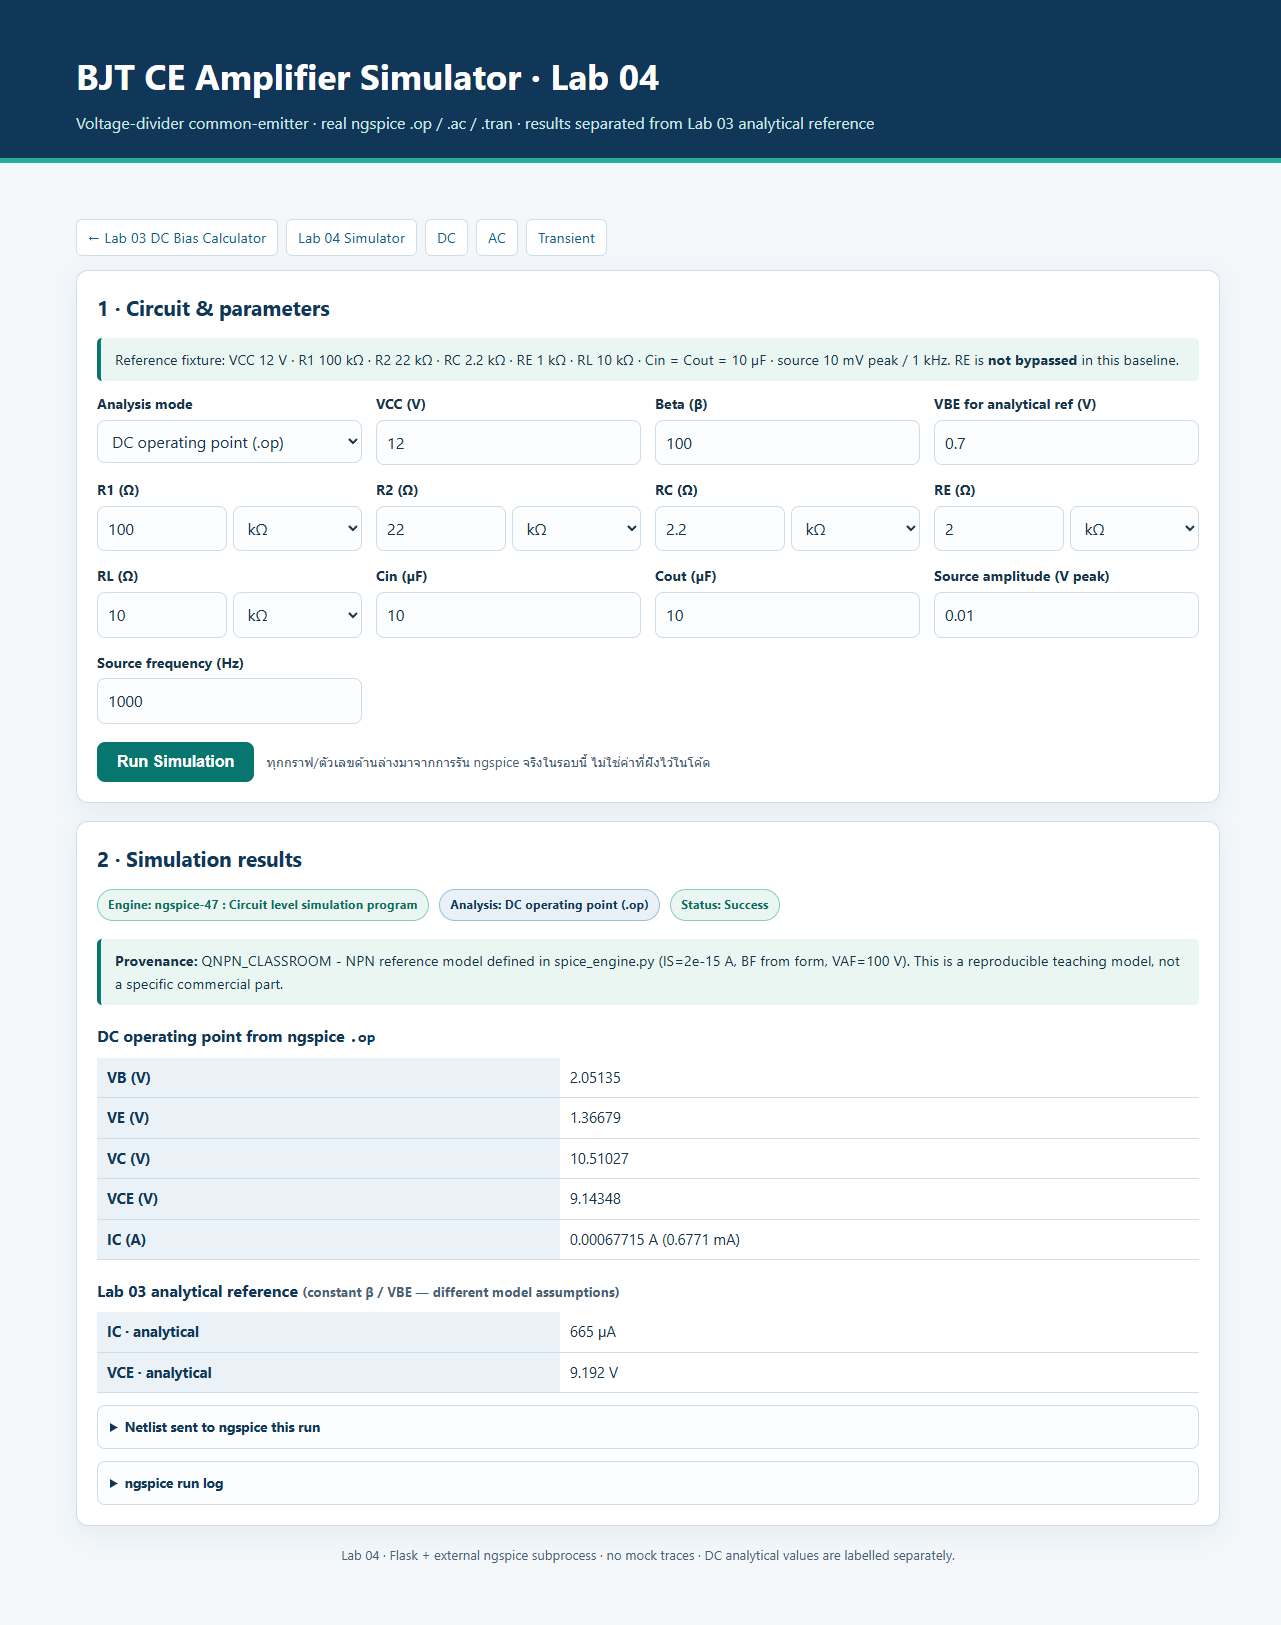 BJT CE Amplifier Simulator · Lab 04
Voltage-divider common-emitter · real ngspice .op / .ac / .tran · results separated from Lab 03 analytical reference
← Lab 03 DC Bias Calculator
Lab 04 Simulator
DC
AC
Transient
1 · Circuit & parameters
Reference fixture: VCC 12 V · R1 100 kΩ · R2 22 kΩ · RC 2.2 kΩ · RE 1 kΩ · RL 10 kΩ · Cin = Cout = 10 µF · source 10 mV peak / 1 kHz. RE is not bypassed in this baseline.
Analysis mode
VCC (V)
Beta (β)
VBE for analytical ref (V)
DC operating point (.op)
12
100
0.7
R1 (Ω)
R2 (Ω)
RC (Ω)
RE (Ω)
100 kΩ
22 kΩ
2.2 kΩ
2 kΩ
RL (Ω)
Cin (µF)
Cout (µF)
Source amplitude (V peak)
10 kΩ
10
10
0.01
Source frequency (Hz)
1000
Run Simulation
ทุกกราฟ/ตัวเลขด้านล่างมาจากการรัน ngspice จริงในรอบนี้ ไม่ใช่ค่าที่ฝังไว้ในโค้ด
2 · Simulation results
Engine: ngspice-47 : Circuit level simulation program
Analysis: DC operating point (.op)
Status: Success
Provenance: QNPN_CLASSROOM - NPN reference model defined in spice_engine.py (IS=2e-15 A, BF from form, VAF=100 V). This is a reproducible teaching model, not
a specific commercial part.
DC operating point from ngspice .op
VB (V) 2.05135
VE (V) 1.36679
VC (V) 10.51027
VCE (V) 9.14348
IC (A) 0.00067715 A (0.6771 mA)
Lab 03 analytical reference (constant β / VBE — different model assumptions)
IC · analytical 665 µA
VCE · analytical 9.192 V
▶ Netlist sent to ngspice this run
▶ ngspice run log
Lab 04 · Flask + external ngspice subprocess · no mock traces · DC analytical values are labelled separately.